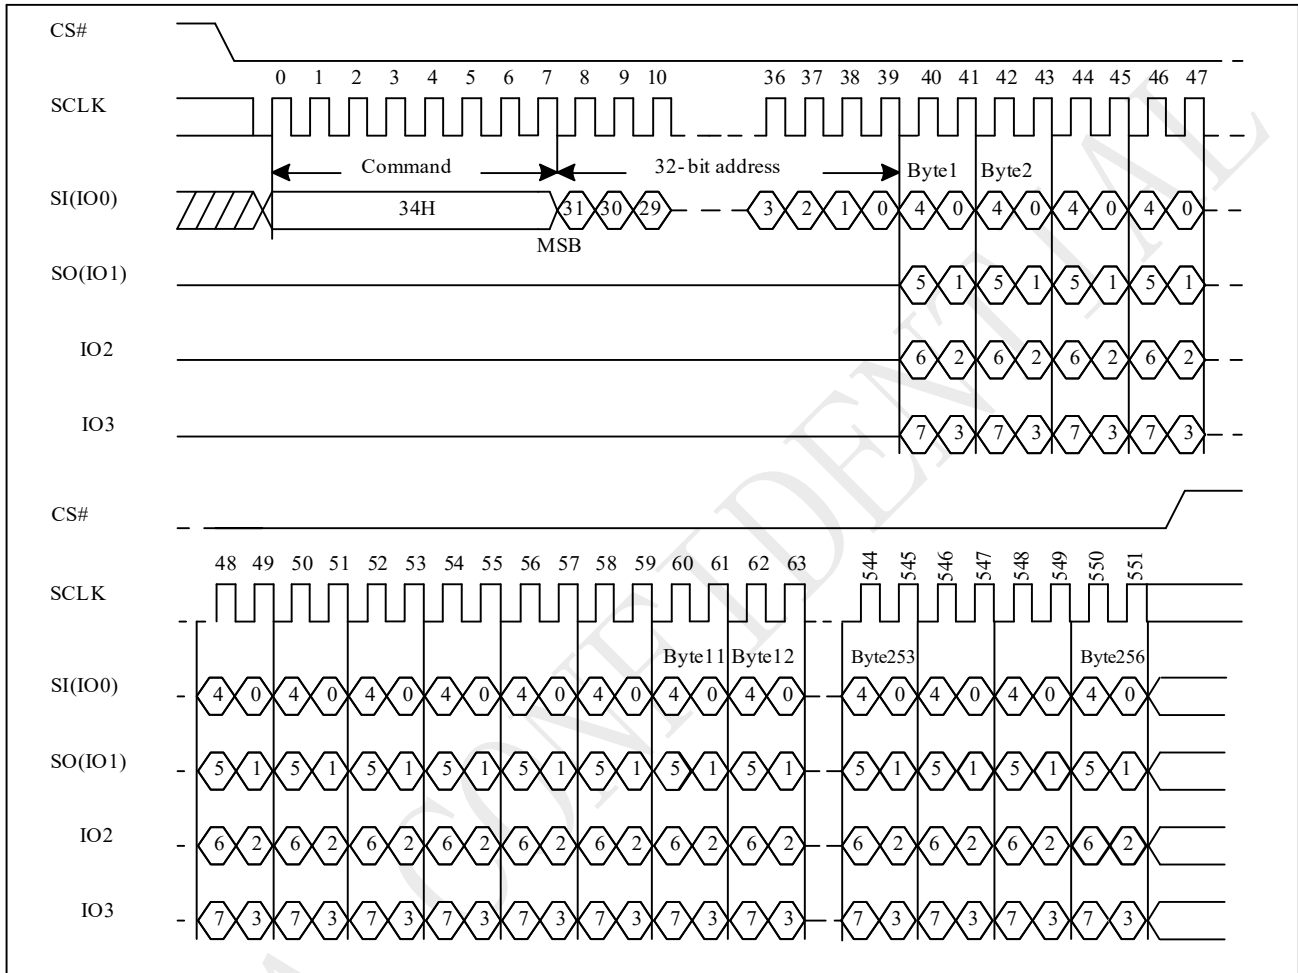 CS#
0 1 2 3 4 5 6 7 8 9 10 36 37 38 39 40 41 42 43 44 45 46 47
SCLK
Command 32-bit address Byte1 Byte2
SI(IO0) 34H 31 30 29 3 2 1 0 4 0 4 0 4 0 4 0
MSB
SO(IO1) 5 1 5 1 5 1 5 1
IO2 6 2 6 2 6 2 6 2
IO3 7 3 7 3 7 3 7 3
CS#
48 49 50 51 52 53 54 55 56 57 58 59 60 61 62 63 544 545 546 547 548 549 550 551
SCLK
Byte11 Byte12 Byte253 Byte256
SI(IO0) 4 0 4 0 4 0 4 0 4 0 4 0 4 0 4 0 4 0 4 0 4 0 4 0
SO(IO1) 5 1 5 1 5 1 5 1 5 1 5 1 5 1 5 1 5 1 5 1 5 1 5 1
IO2 6 2 6 2 6 2 6 2 6 2 6 2 6 2 6 2 6 2 6 2 6 2 6 2
IO3 7 3 7 3 7 3 7 3 7 3 7 3 7 3 7 3 7 3 7 3 7 3 7 3
CONFIDENTIAL